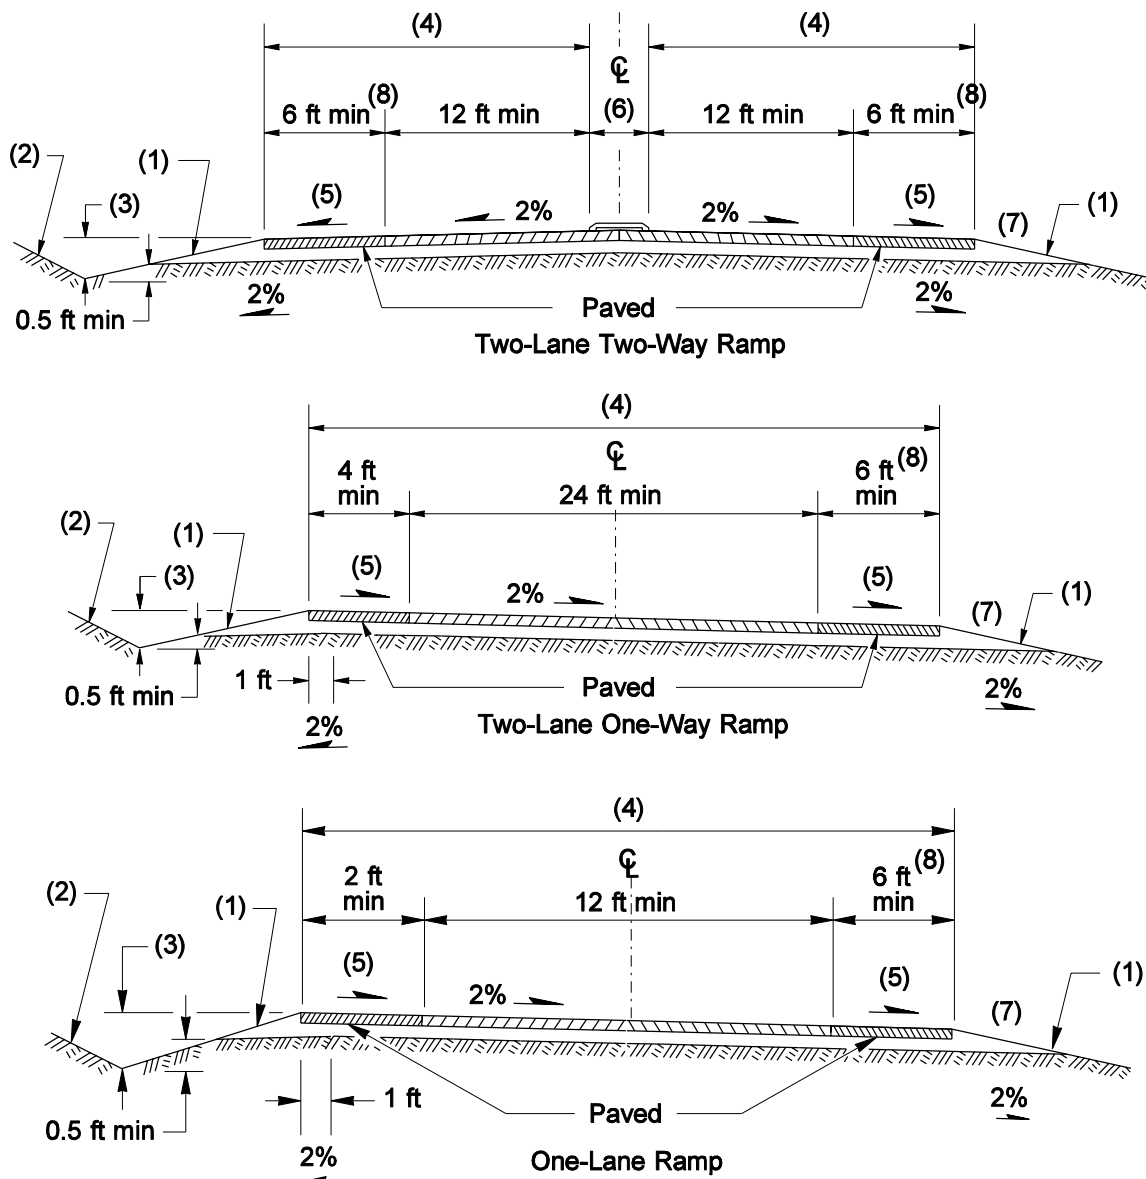 (4) (4)
℄
6 ft min(8) 12 ft min (6) 12 ft min 6 ft min(8)
(2) (1) (3) (5) 2% 2% (5) (7) (1)
0.5 ft min 2% Paved 2%
Two-Lane Two-Way Ramp
(4)
℄
4 ft
min
24 ft min
6 ft(8)
min
(2) (1) (3) (5) 2% (5) (7) (1)
0.5 ft min 1 ft Paved 2%
2%
Two-Lane One-Way Ramp
(4)
℄
2 ft
min
12 ft min
6 ft(8)
min
(2) (1) (3) (5) 2% (5) (7) (1)
0.5 ft min 1 ft Paved 2%
2%
One-Lane Ramp